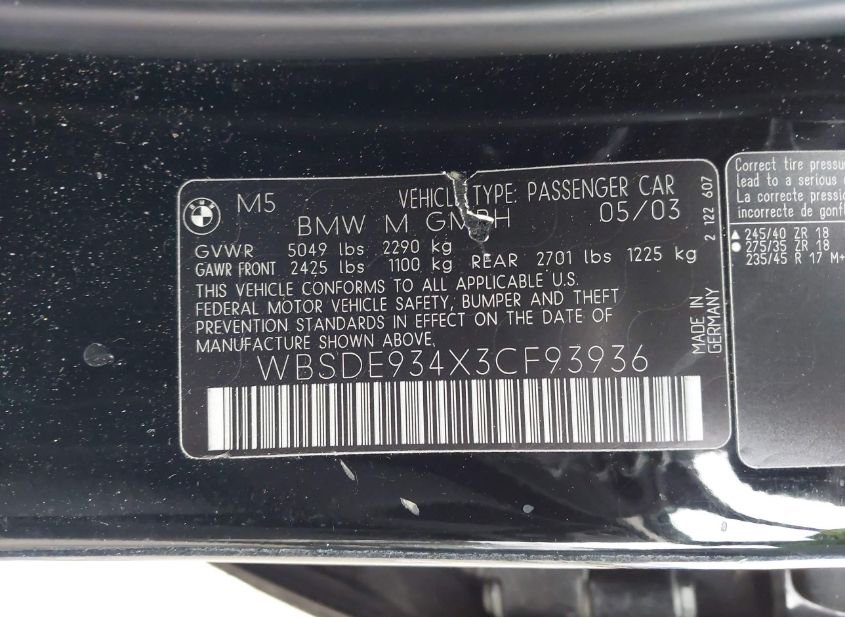 M5 VEHICLE TYPE: PASSENGER CAR
BMW M GMBH 05/03
GVWR 5049 lbs 2290 kg
GAWR FRONT 2425 lbs 1100 kg REAR 2701 lbs 1225 kg
THIS VEHICLE CONFORMS TO ALL APPLICABLE U.S.
FEDERAL MOTOR VEHICLE SAFETY, BUMPER AND THEFT
PREVENTION STANDARDS IN EFFECT ON THE DATE OF
MANUFACTURE SHOWN ABOVE.
WBSDE934X3CF93936
MADE IN
GERMANY
2 122 607
Correct tire pressu
lead to a serious
La correcte pression
incorrecte de gonf
▲ 245/40 ZR 18
● 275/35 ZR 18
235/45 R 17 M+